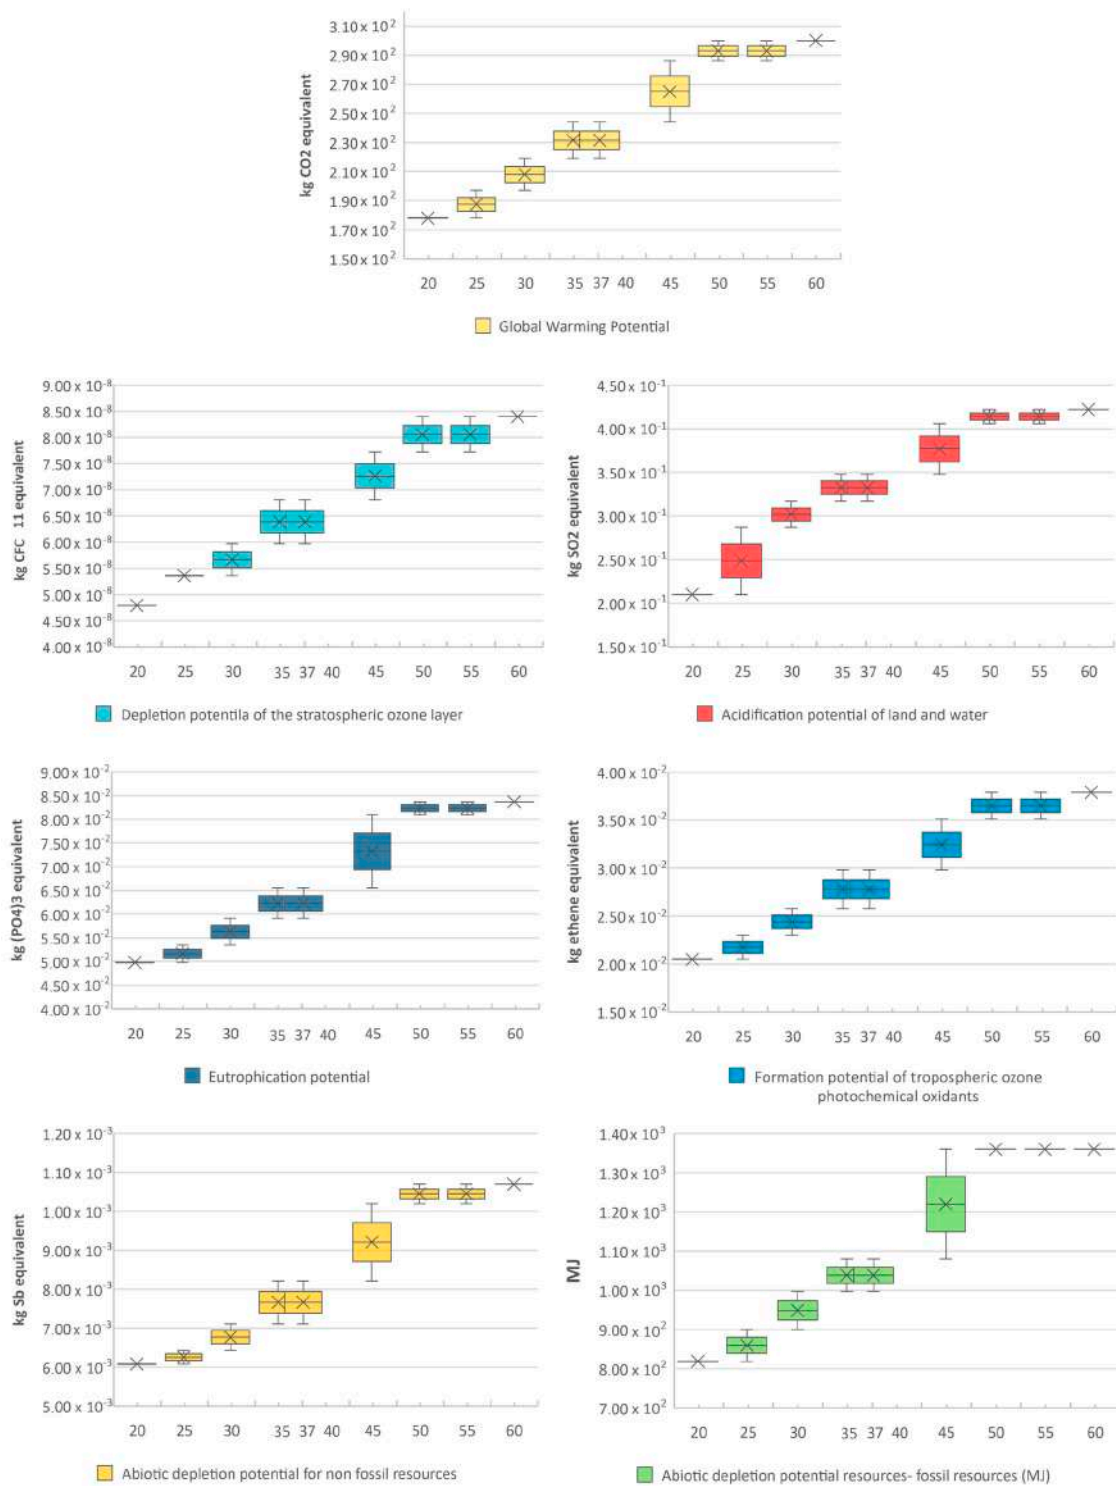 3.10 x 10²
2.90 x 10²
2.70 x 10²
2.50 x 10²
2.30 x 10²
2.10 x 10²
1.90 x 10²
1.70 x 10²
1.50 x 10²
kg CO2 equivalent
20 25 30 35 37 40 45 50 55 60
Global Warming Potential
9.00 x 10⁻⁸
8.50 x 10⁻⁸
8.00 x 10⁻⁸
7.50 x 10⁻⁸
7.00 x 10⁻⁸
6.50 x 10⁻⁸
6.00 x 10⁻⁸
5.50 x 10⁻⁸
5.00 x 10⁻⁸
4.50 x 10⁻⁸
4.00 x 10⁻⁸
kg CFC 11 equivalent
20 25 30 35 37 40 45 50 55 60
Depletion potentila of the stratospheric ozone layer
4.50 x 10⁻¹
4.00 x 10⁻¹
3.50 x 10⁻¹
3.00 x 10⁻¹
2.50 x 10⁻¹
2.00 x 10⁻¹
1.50 x 10⁻¹
kg SO2 equivalent
20 25 30 35 37 40 45 50 55 60
Acidification potential of land and water
9.00 x 10⁻²
8.50 x 10⁻²
8.00 x 10⁻²
7.50 x 10⁻²
7.00 x 10⁻²
6.50 x 10⁻²
6.00 x 10⁻²
5.50 x 10⁻²
5.00 x 10⁻²
4.50 x 10⁻²
4.00 x 10⁻²
kg (PO4)3 equivalent
20 25 30 35 37 40 45 50 55 60
Eutrophication potential
4.00 x 10⁻²
3.50 x 10⁻²
3.00 x 10⁻²
2.50 x 10⁻²
2.00 x 10⁻²
1.50 x 10⁻²
kg ethene equivalent
20 25 30 35 37 40 45 50 55 60
Formation potential of tropospheric ozone
photochemical oxidants
1.20 x 10⁻³
1.10 x 10⁻³
1.00 x 10⁻³
9.00 x 10⁻³
8.00 x 10⁻³
7.00 x 10⁻³
6.00 x 10⁻³
5.00 x 10⁻³
kg Sb equivalent
20 25 30 35 37 40 45 50 55 60
Abiotic depletion potential for non fossil resources
1.40 x 10³
1.30 x 10³
1.20 x 10³
1.10 x 10³
1.00 x 10³
9.00 x 10²
8.00 x 10²
7.00 x 10²
MJ
20 25 30 35 37 40 45 50 55 60
Abiotic depletion potential resources- fossil resources (MJ)